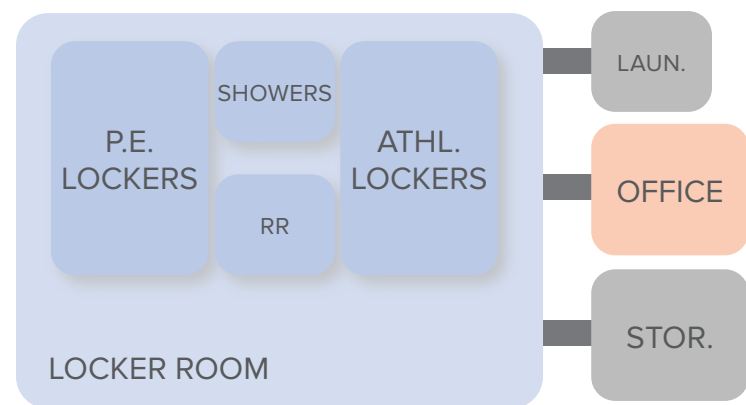 P.E.
LOCKERS
SHOWERS
RR
ATHL.
LOCKERS
LOCKER ROOM
LAUN.
OFFICE
STOR.